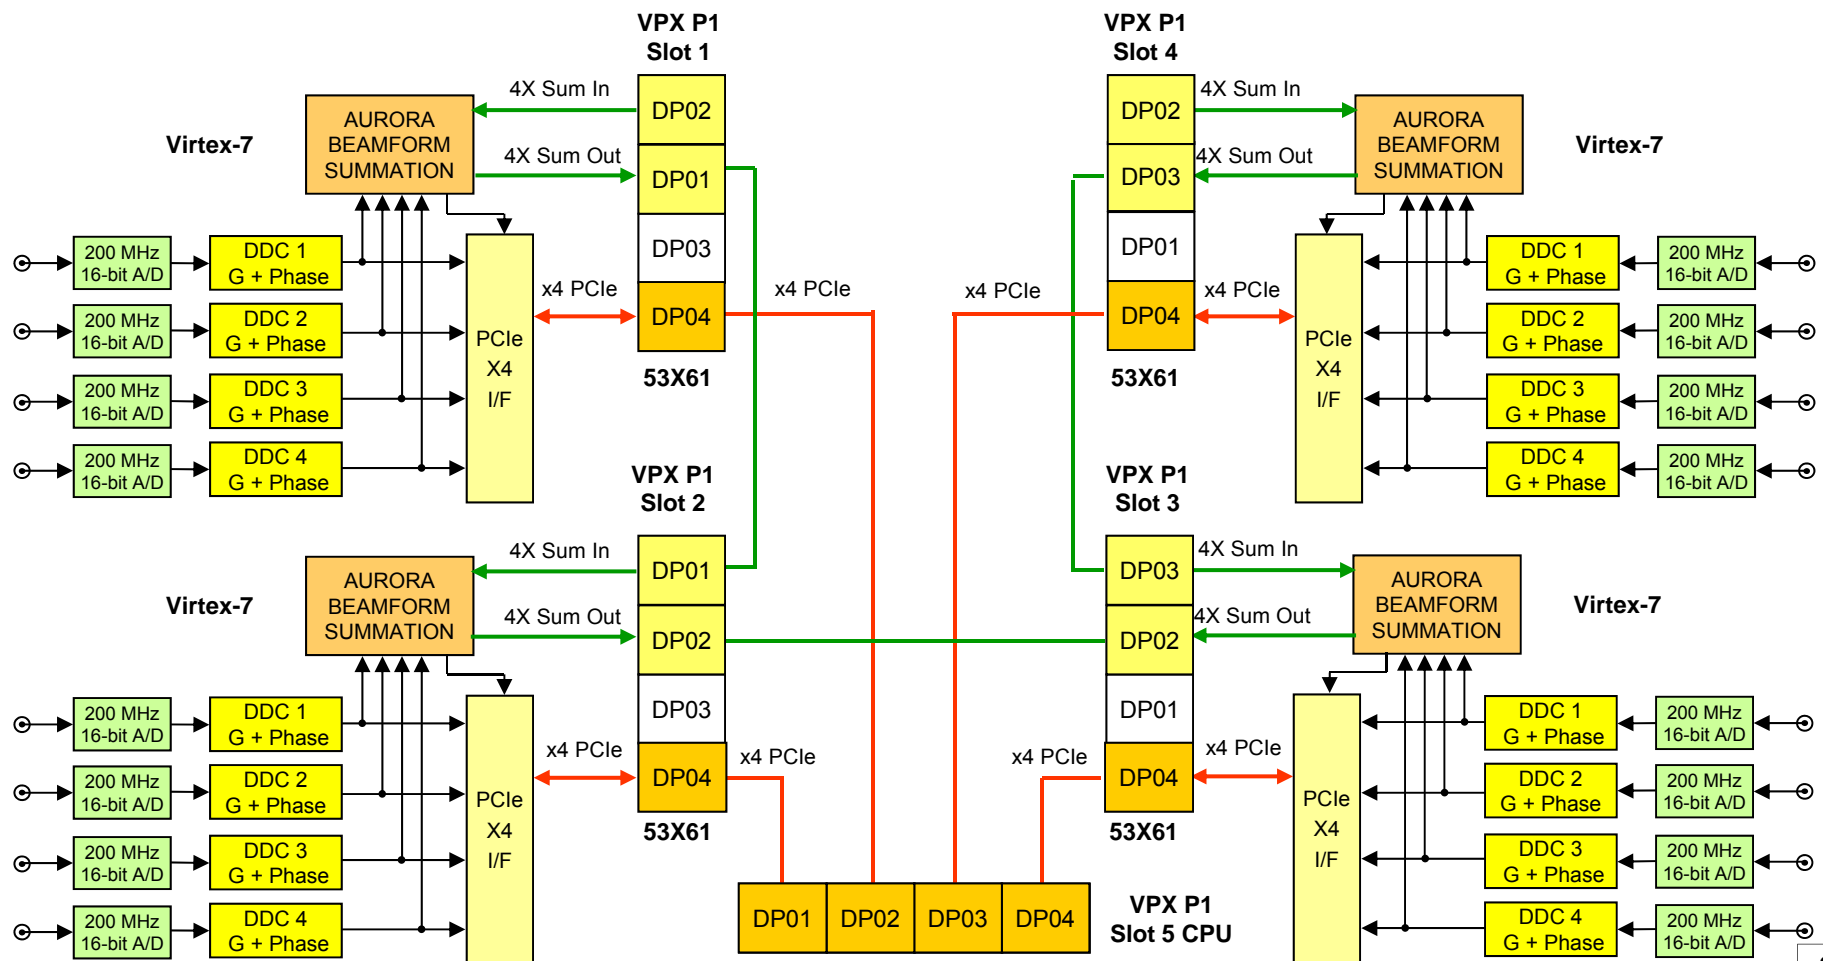 VPX P1
Slot 1
DP02
DP01
DP03
DP04
53X61
4X Sum In
4X Sum Out
AURORA
BEAMFORM
SUMMATION
Virtex-7
200 MHz
16-bit A/D
DDC 1
G + Phase
200 MHz
16-bit A/D
DDC 2
G + Phase
200 MHz
16-bit A/D
DDC 3
G + Phase
200 MHz
16-bit A/D
DDC 4
G + Phase
PCIe
X4
I/F
x4 PCIe
x4 PCIe
VPX P1
Slot 4
DP02
DP03
DP01
DP04
53X61
4X Sum In
4X Sum Out
AURORA
BEAMFORM
SUMMATION
Virtex-7
x4 PCIe
x4 PCIe
PCIe
X4
I/F
DDC 1
G + Phase
200 MHz
16-bit A/D
DDC 2
G + Phase
200 MHz
16-bit A/D
DDC 3
G + Phase
200 MHz
16-bit A/D
DDC 4
G + Phase
200 MHz
16-bit A/D
VPX P1
Slot 2
DP01
DP02
DP03
DP04
53X61
4X Sum In
4X Sum Out
AURORA
BEAMFORM
SUMMATION
Virtex-7
200 MHz
16-bit A/D
DDC 1
G + Phase
200 MHz
16-bit A/D
DDC 2
G + Phase
200 MHz
16-bit A/D
DDC 3
G + Phase
200 MHz
16-bit A/D
DDC 4
G + Phase
PCIe
X4
I/F
x4 PCIe
x4 PCIe
VPX P1
Slot 3
DP03
DP02
DP01
DP04
53X61
4X Sum In
4X Sum Out
AURORA
BEAMFORM
SUMMATION
Virtex-7
x4 PCIe
x4 PCIe
PCIe
X4
I/F
DDC 1
G + Phase
200 MHz
16-bit A/D
DDC 2
G + Phase
200 MHz
16-bit A/D
DDC 3
G + Phase
200 MHz
16-bit A/D
DDC 4
G + Phase
200 MHz
16-bit A/D
DP01
DP02
DP03
DP04
VPX P1
Slot 5 CPU